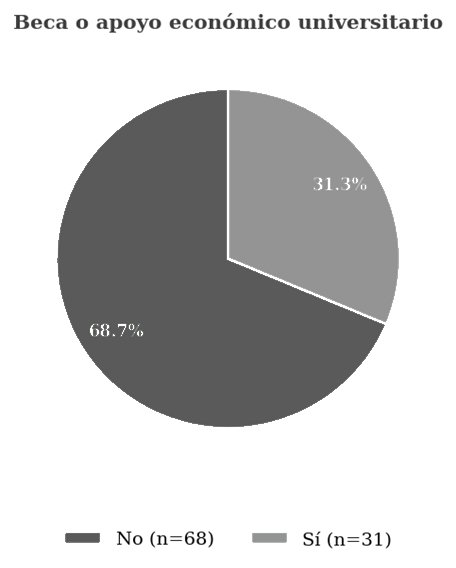 Beca o apoyo económico universitario
31.3%
68.7%
No (n=68) Sí (n=31)